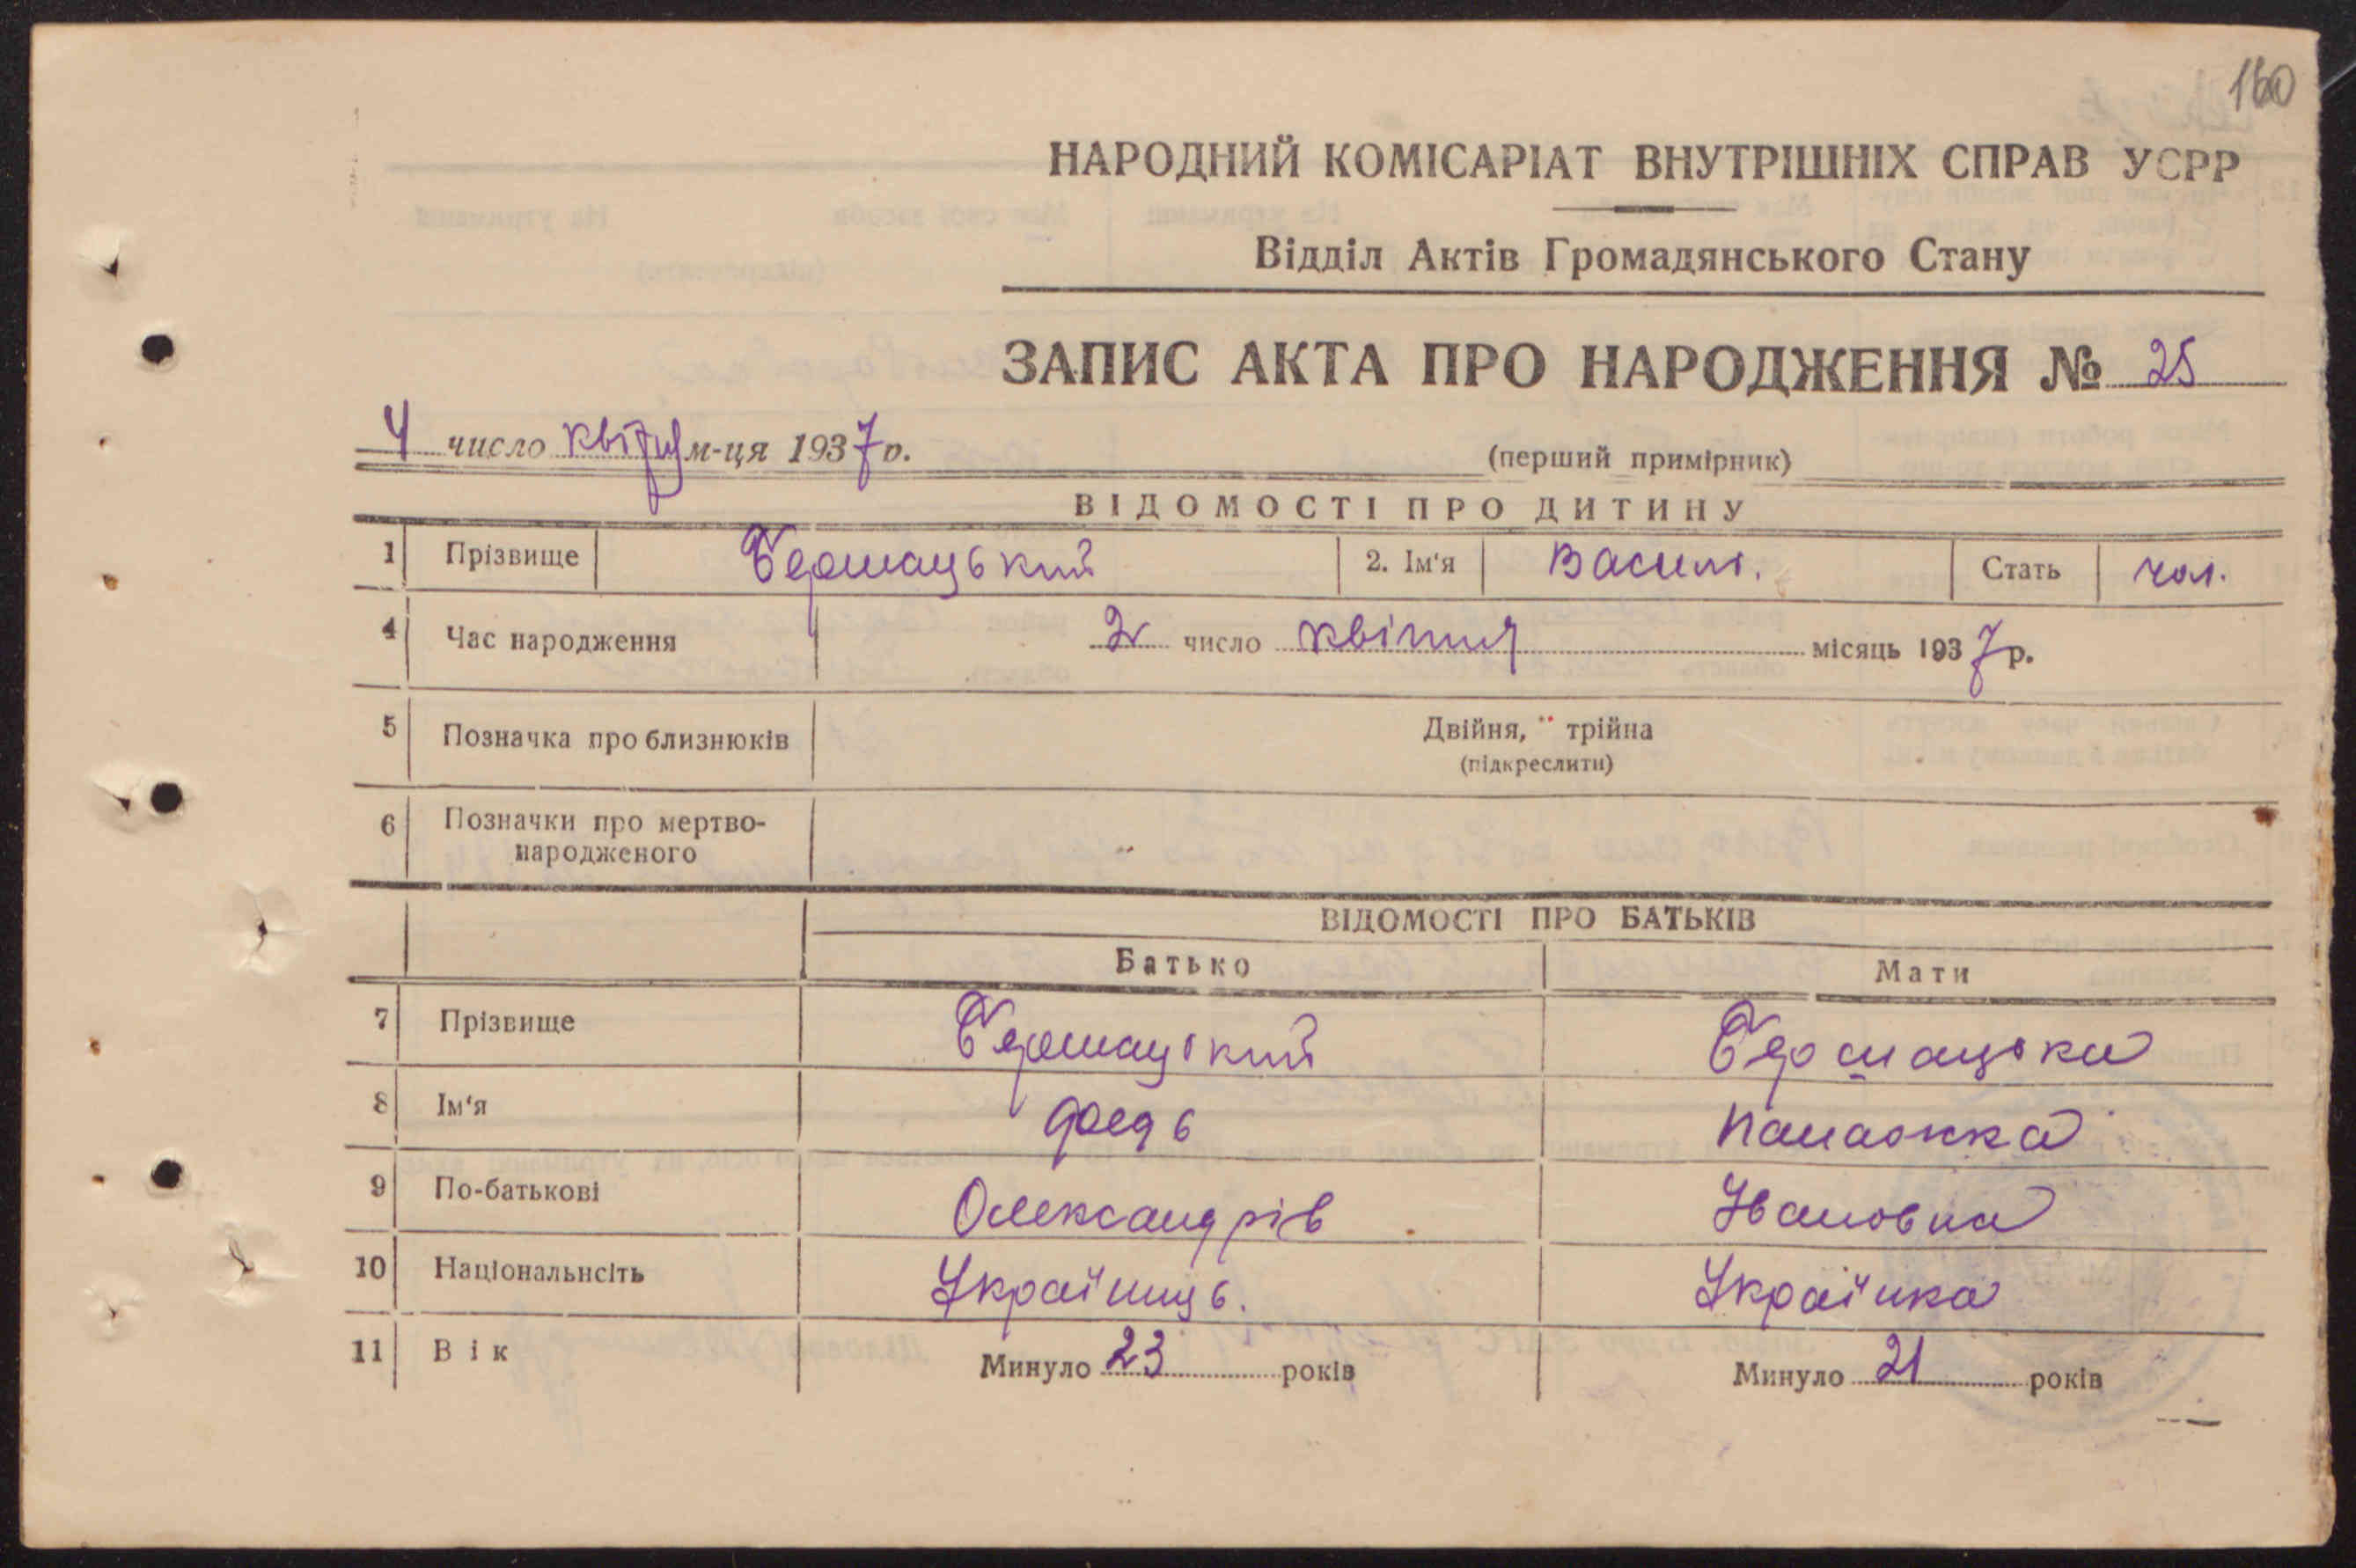 160
НАРОДНИЙ КОМІСАРІАТ ВНУТРІШНІХ СПРАВ УСРР
Відділ Актів Громадянського Стану
ЗАПИС АКТА ПРО НАРОДЖЕННЯ № 25
4 число квітня м-ця 1937 р.
(перший примірник)
ВІДОМОСТІ ПРО ДИТИНУ
1 Прізвище 2. Ім'я Василь. Стать чол.
4 Час народження 2 число квітня місяць 1937 р.
5 Позначка про близнюків Двійня, " трійна
(підкреслити)
6 Позначки про мертво-
народженого
ВІДОМОСТІ ПРО БАТЬКІВ
Батько Мати
7 Прізвище
8 Ім'я Федь Палажка
9 По-батькові Олександрів Івановна
10 Національнсіть Українець. Українка
11 Вік Минуло 23 років Минуло 21 років